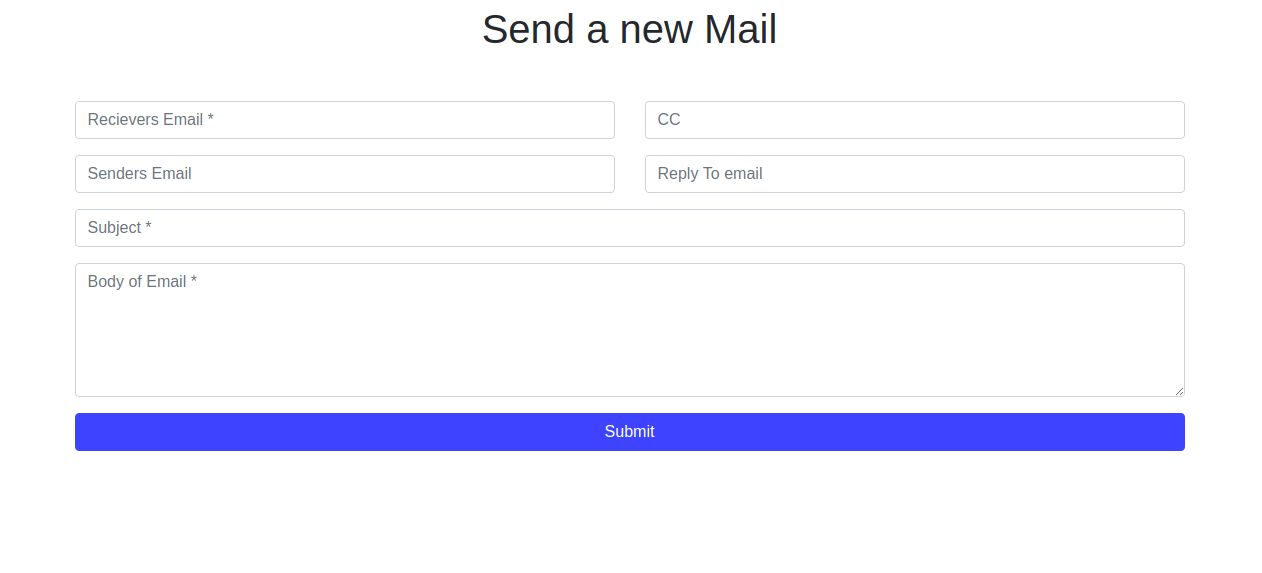 Send a new Mail
Recievers Email *
CC
Senders Email
Reply To email
Subject *
Body of Email *
Submit